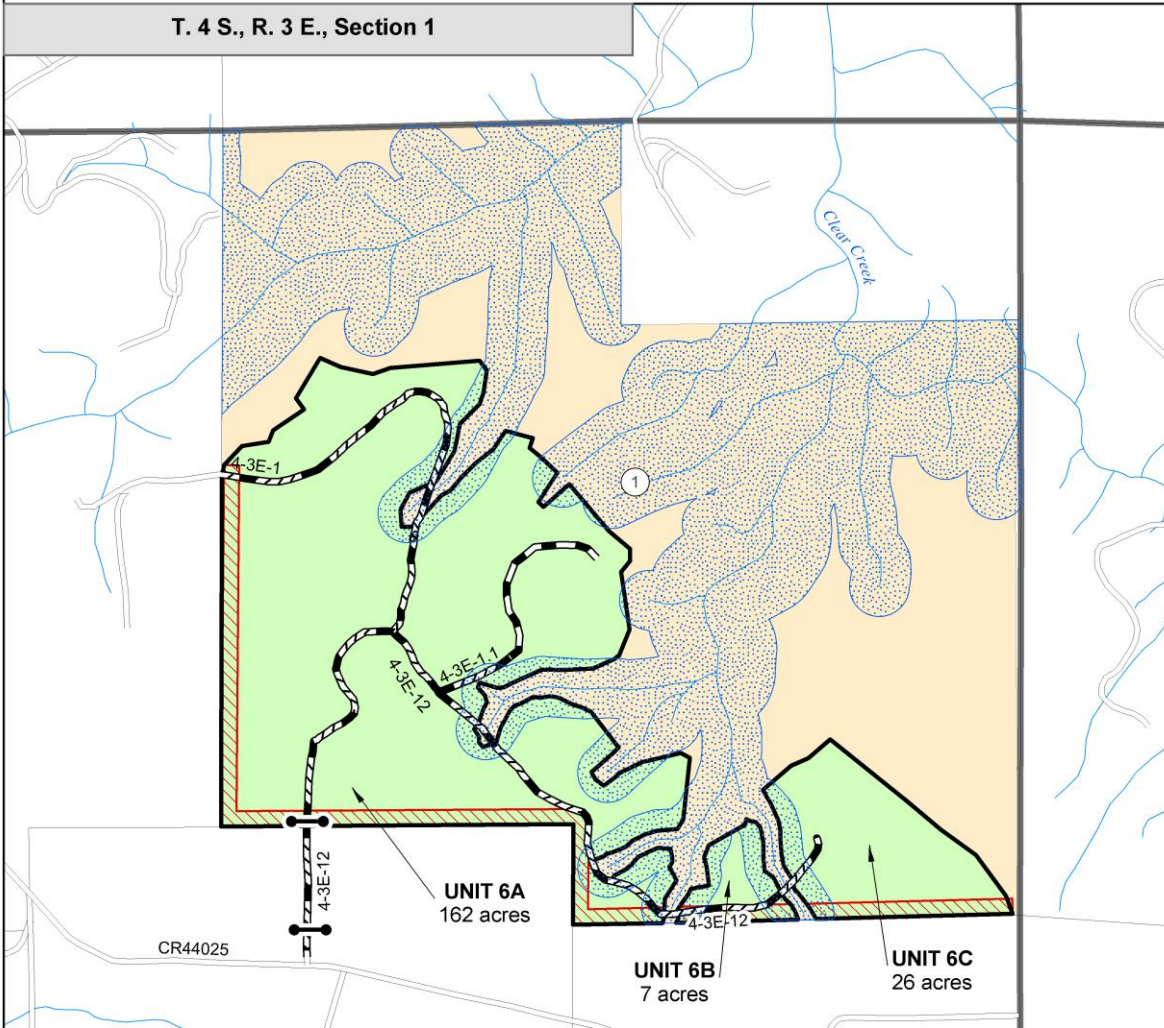 T. 4 S., R. 3 E., Section 1
Clear Creek
4-3E-1
1
4-3E-1.1
4-3E-12
4-3E-12
UNIT 6A
162 acres
4-3E-12
CR44025
UNIT 6B
7 acres
UNIT 6C
26 acres